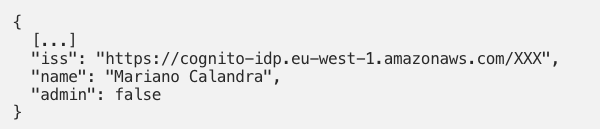 {
[...]
"iss": "https://cognito-idp.eu-west-1.amazonaws.com/XXX",
"name": "Mariano Calandra",
"admin": false
}